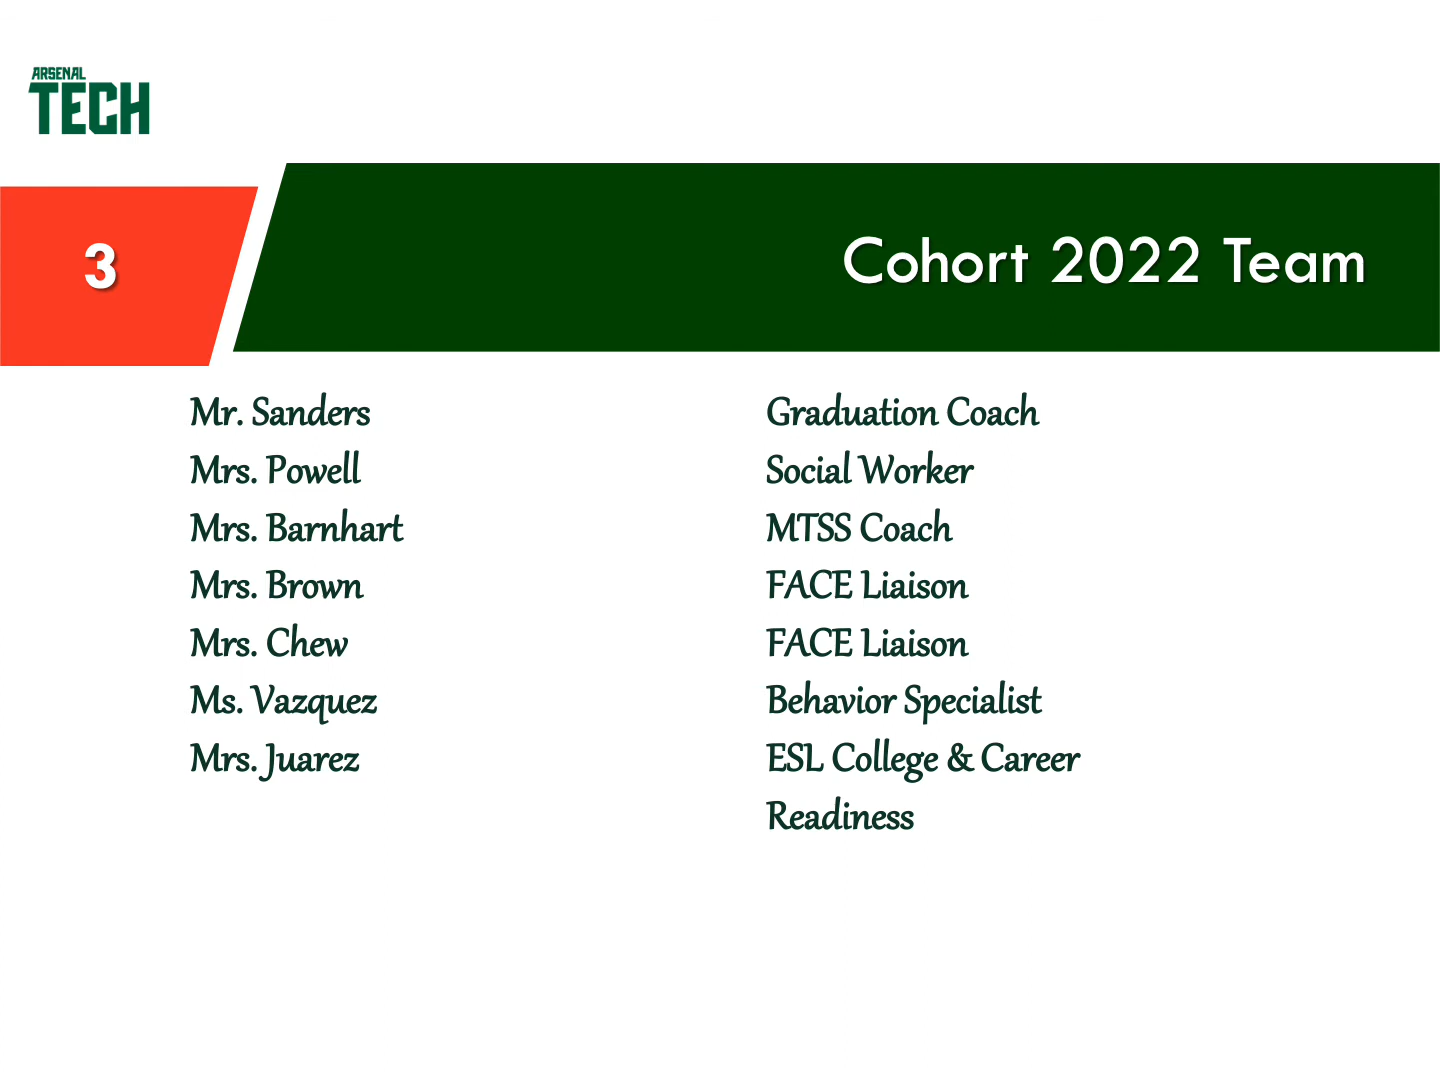 ARSENAL
TECH
3
Cohort 2022 Team
Mr. Sanders
Mrs. Powell
Mrs. Barnhart
Mrs. Brown
Mrs. Chew
Ms. Vazquez
Mrs. Juarez
Graduation Coach
Social Worker
MTSS Coach
FACE Liaison
FACE Liaison
Behavior Specialist
ESL College & Career
Readiness